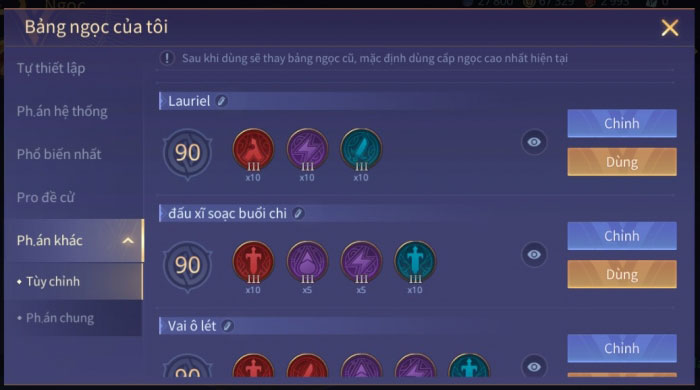 Ngọc
Bảng ngọc của tôi
Tự thiết lập
Ph.án hệ thống
Phổ biến nhất
Pro đề cử
Ph.án khác
• Tùy chỉnh
• Ph.án chung
! Sau khi dùng sẽ thay bảng ngọc cũ, mặc định dùng cấp ngọc cao nhất hiện tại
Lauriel
90
III III III
x10 x10 x10
Chỉnh
Dùng
đấu xĩ soạc buổi chi
90
III III III III
x10 x5 x5 x10
Chỉnh
Dùng
Vai ô lét
90
Chỉnh